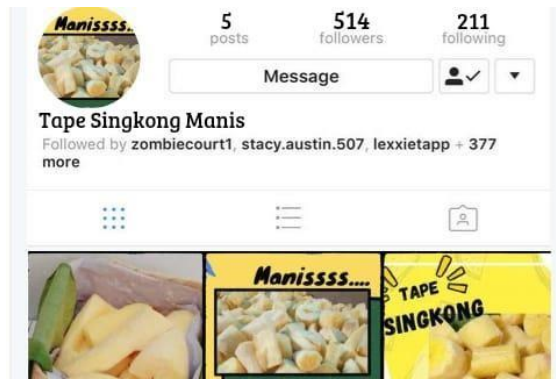 Manissss..
5 514 211
posts followers following
Message
Tape Singkong Manis
Followed by zombiecourt1, stacy.austin.507, lexxietapp + 377
more
Manissss....
TAPE
SINGKONG